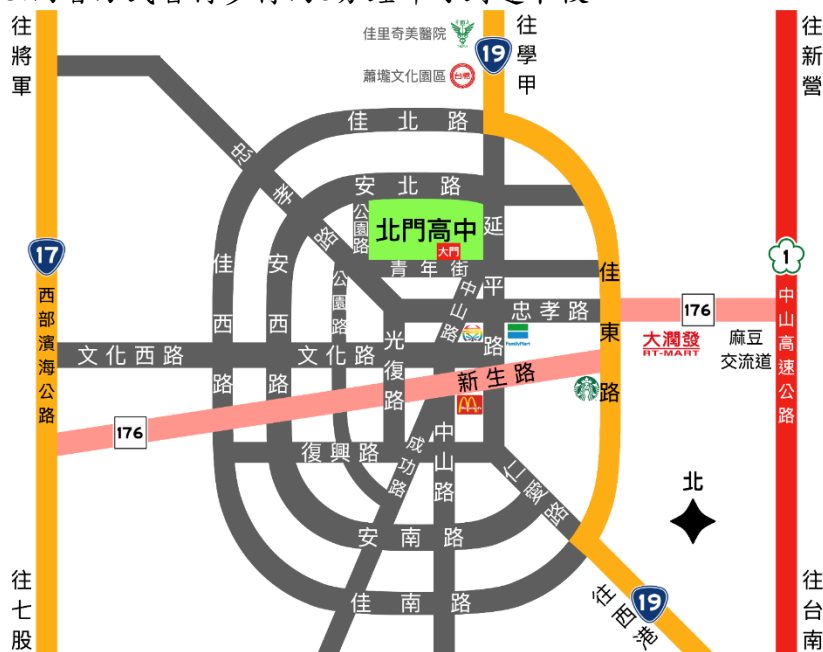 往將軍
佳里奇美醫院
蕭壠文化園區
台糖
19
往學甲
往新營
佳北路
忠孝路
安北路
公園路
北門高中
大門
延平路
17
西部濱海公路
佳西路
安西路
公園路
青年街
中山路
佳東路
1
中山高速公路
忠孝路
176
大潤發
RT-MART
麻豆
交流道
FamilyMart
文化西路
文化路
光復路
新生路
176
復興路
成功路
中山路
仁愛路
北
安南路
佳南路
往七股
往西港
19
往台南